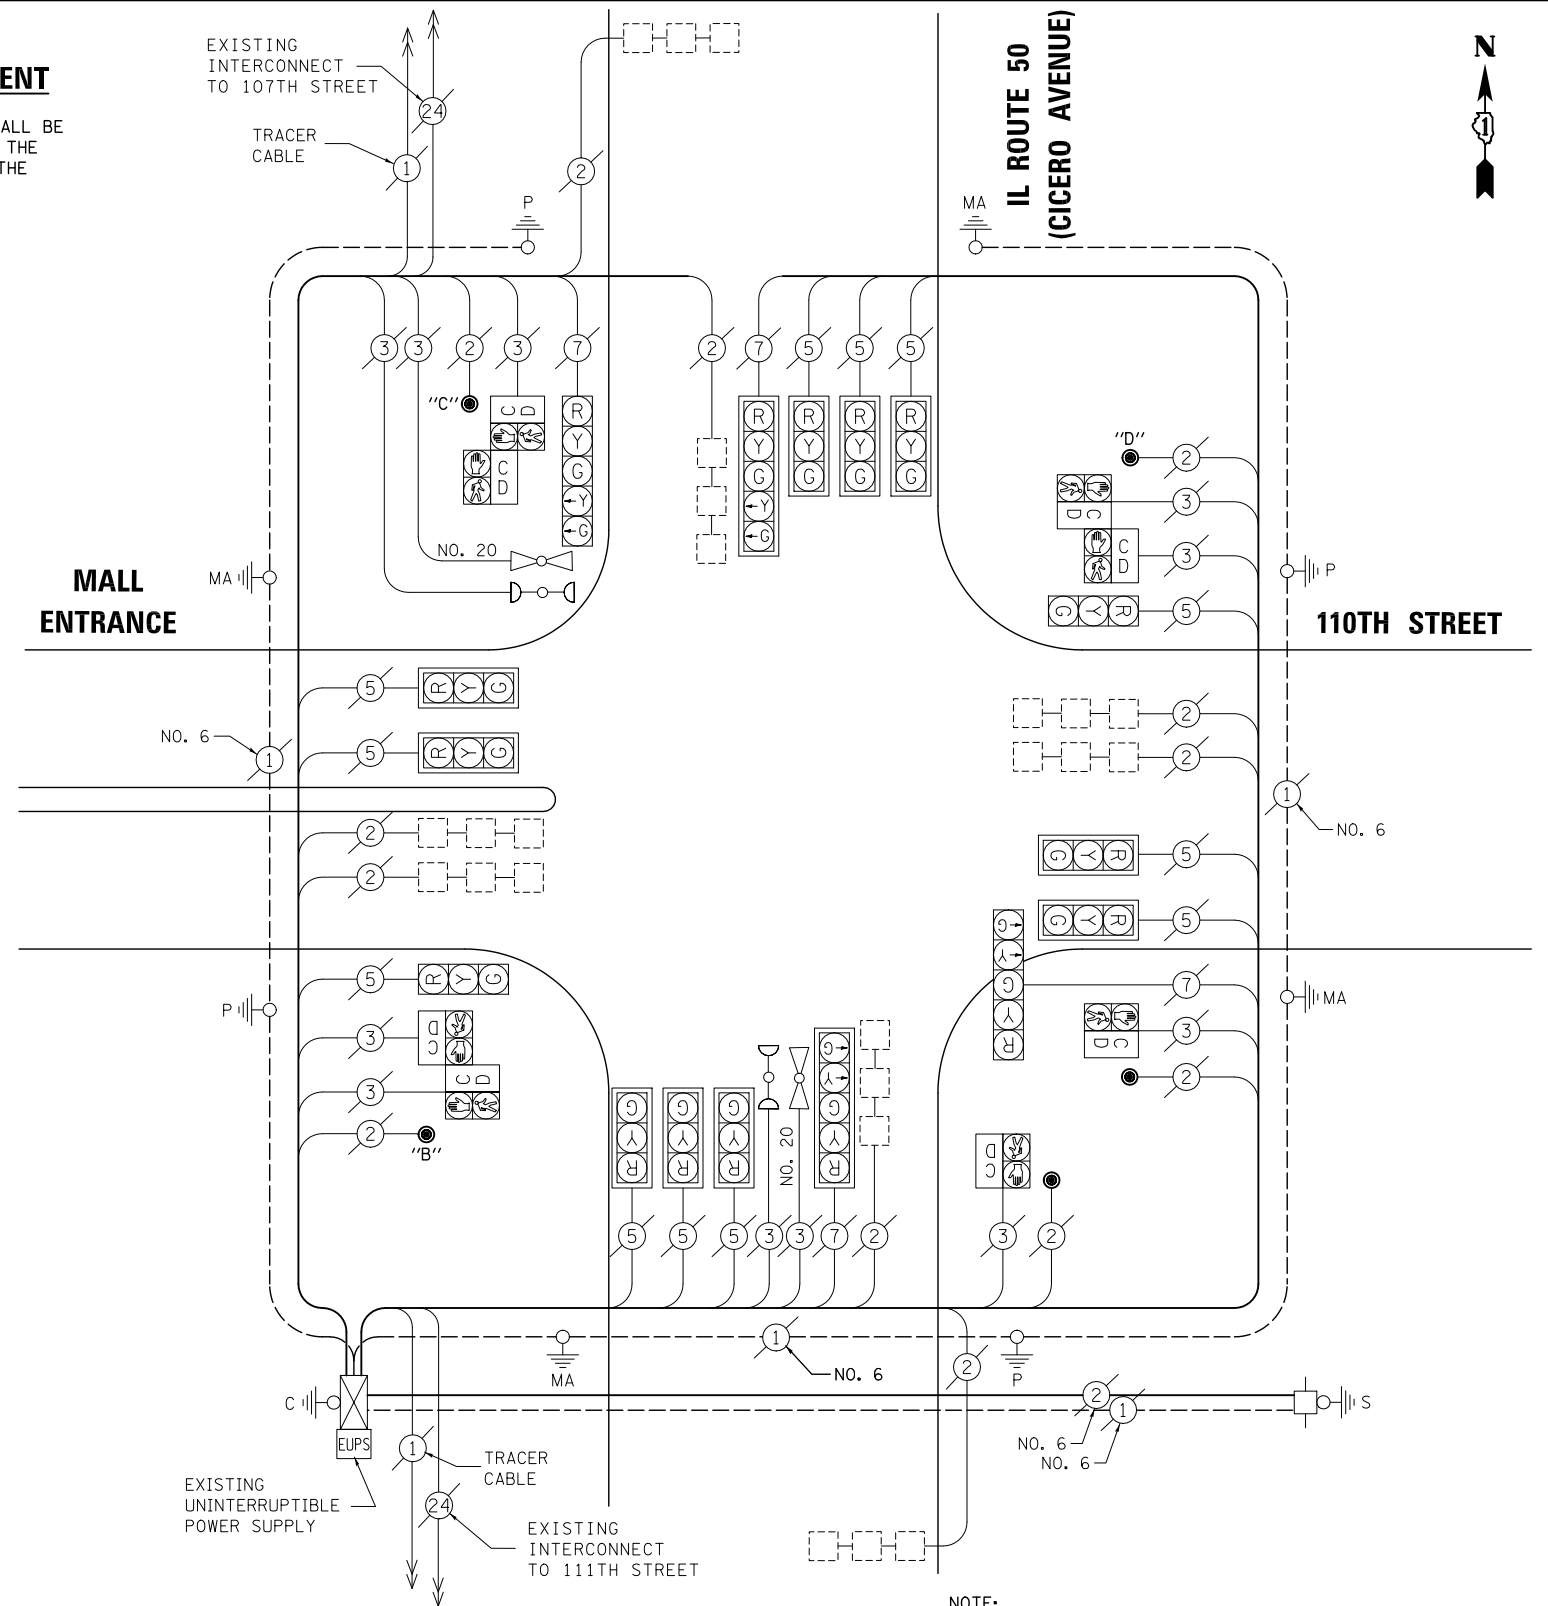 ENT
ALL BE
THE
THE
EXISTING
INTERCONNECT
TO 107TH STREET
24
TRACER
CABLE
1
2
IL ROUTE 50
(CICERO AVENUE)
N
1
P
MA
3 3 2 3 7
2 7 5 5 5
"C"
C D
C D
R Y G Y G
R Y G Y G
R Y G
R Y G
R Y G
NO. 20
"D"
2
3
C D
3
C D
R Y G
5
MA
P
MALL
ENTRANCE
110TH STREET
5 R Y G
5 R Y G
NO. 6
1
2
2
2
2
1
NO. 6
R Y G 5
R Y G 5
G Y G Y R
7
MA
3
C D
2
P
5 R Y G
3
C D
3
C D
2
"B"
G Y R
G Y R
G Y R
NO. 20
G Y G Y R
C D
5 5 5 3 3 7 2
3 2
MA
1
NO. 6
2
P
C
EUPS
2
1
S
NO. 6
NO. 6
1
TRACER
CABLE
EXISTING
UNINTERRUPTIBLE
POWER SUPPLY
24
EXISTING
INTERCONNECT
TO 111TH STREET
NOTE: